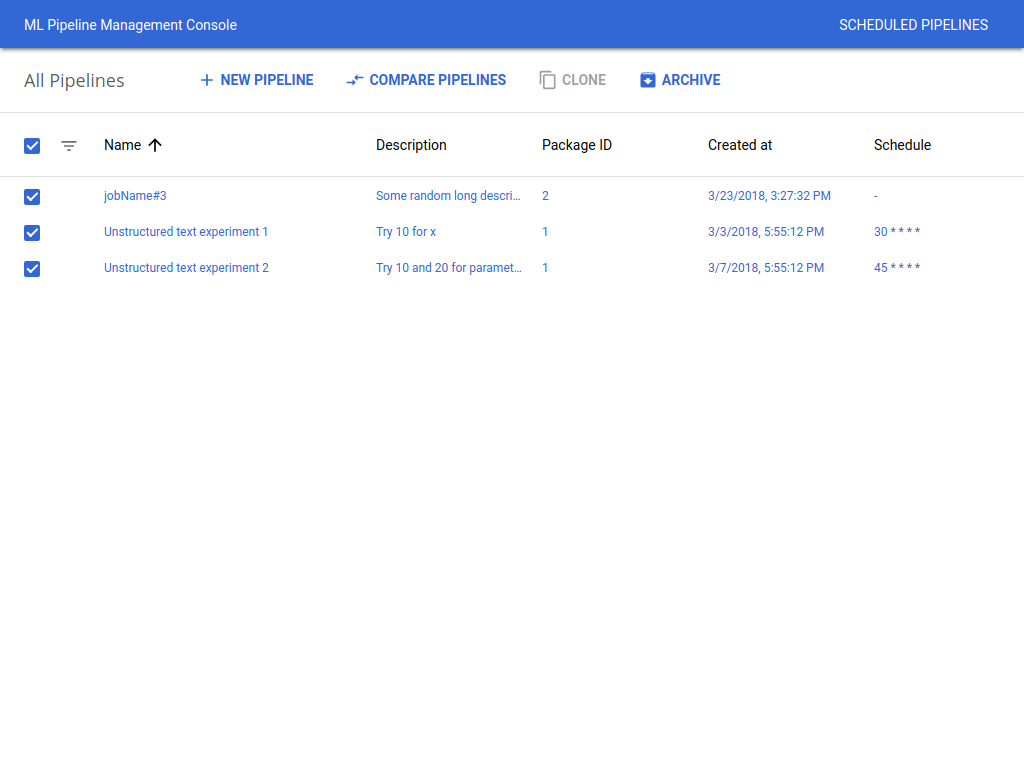 ML Pipeline Management Console SCHEDULED PIPELINES
All Pipelines NEW PIPELINE COMPARE PIPELINES CLONE ARCHIVE
Name Description Package ID Created at Schedule
jobName#3 Some random long descri... 2 3/23/2018, 3:27:32 PM -
Unstructured text experiment 1 Try 10 for x 1 3/3/2018, 5:55:12 PM 30 * * * *
Unstructured text experiment 2 Try 10 and 20 for paramet... 1 3/7/2018, 5:55:12 PM 45 * * * *